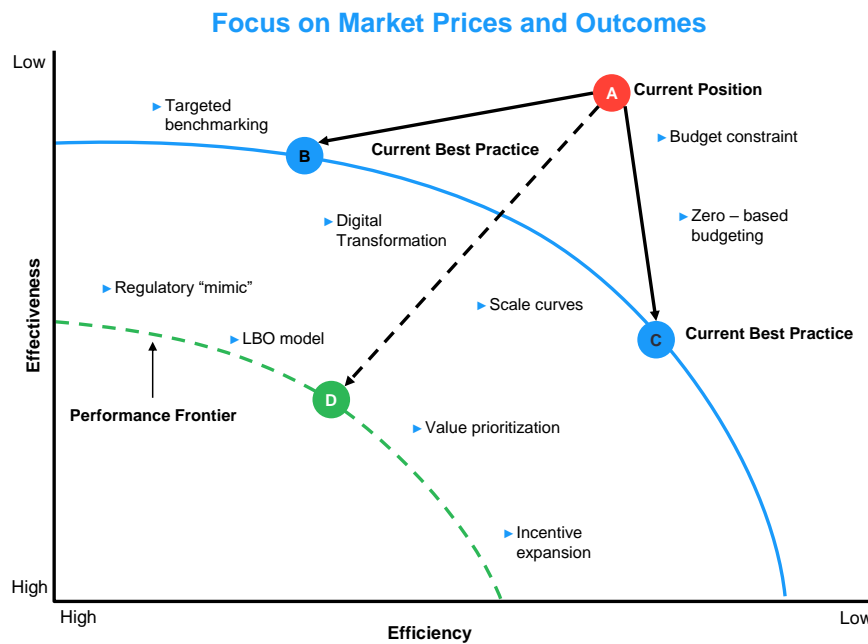 Focus on Market Prices and Outcomes
Low
A
Current Position
► Targeted
benchmarking
Current Best Practice
► Budget constraint
B
► Digital
Transformation
► Zero – based
budgeting
Effectiveness
► Regulatory “mimic”
► Scale curves
► LBO model
C
Current Best Practice
D
Performance Frontier
► Value prioritization
► Incentive
expansion
High
High
Low
Efficiency